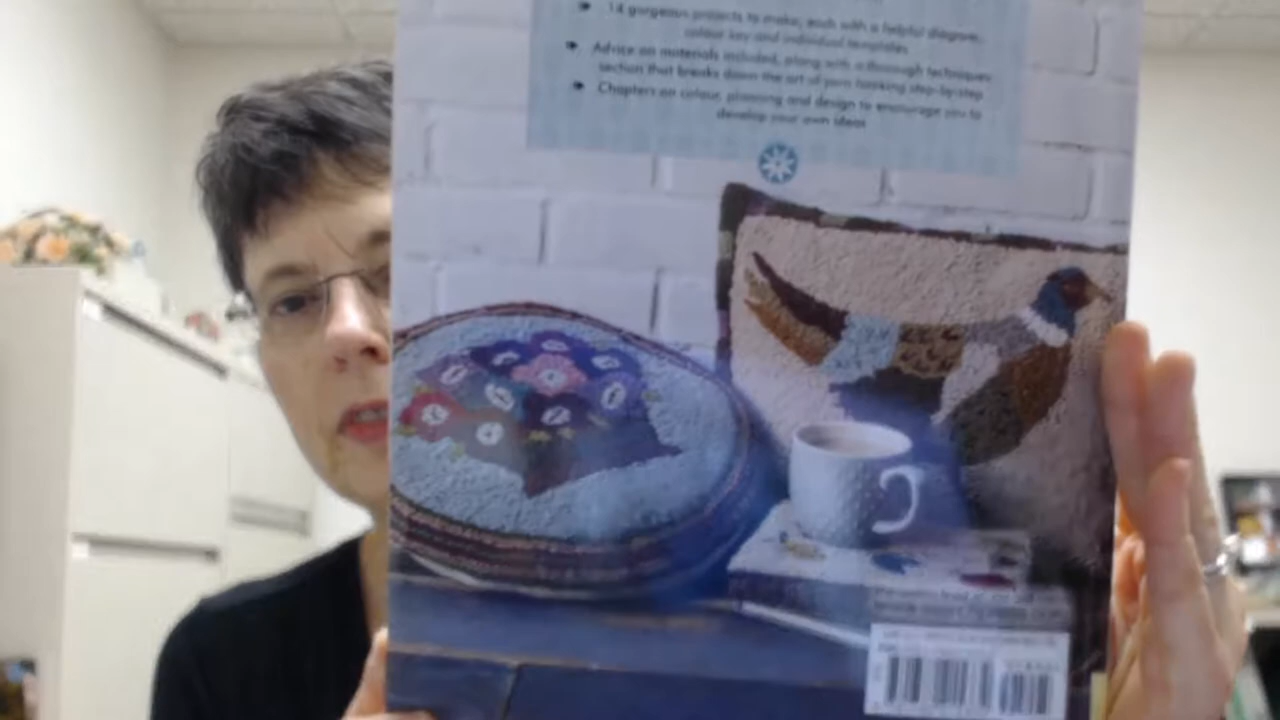 14 gorgeous projects to make, each with a helpful diagram,
colour key and individual templates
Advice on materials included, along with a thorough techniques
section that breaks down the art of yarn hooking step-by-step
Chapters on colour, planning and design to encourage you to
develop your own ideas